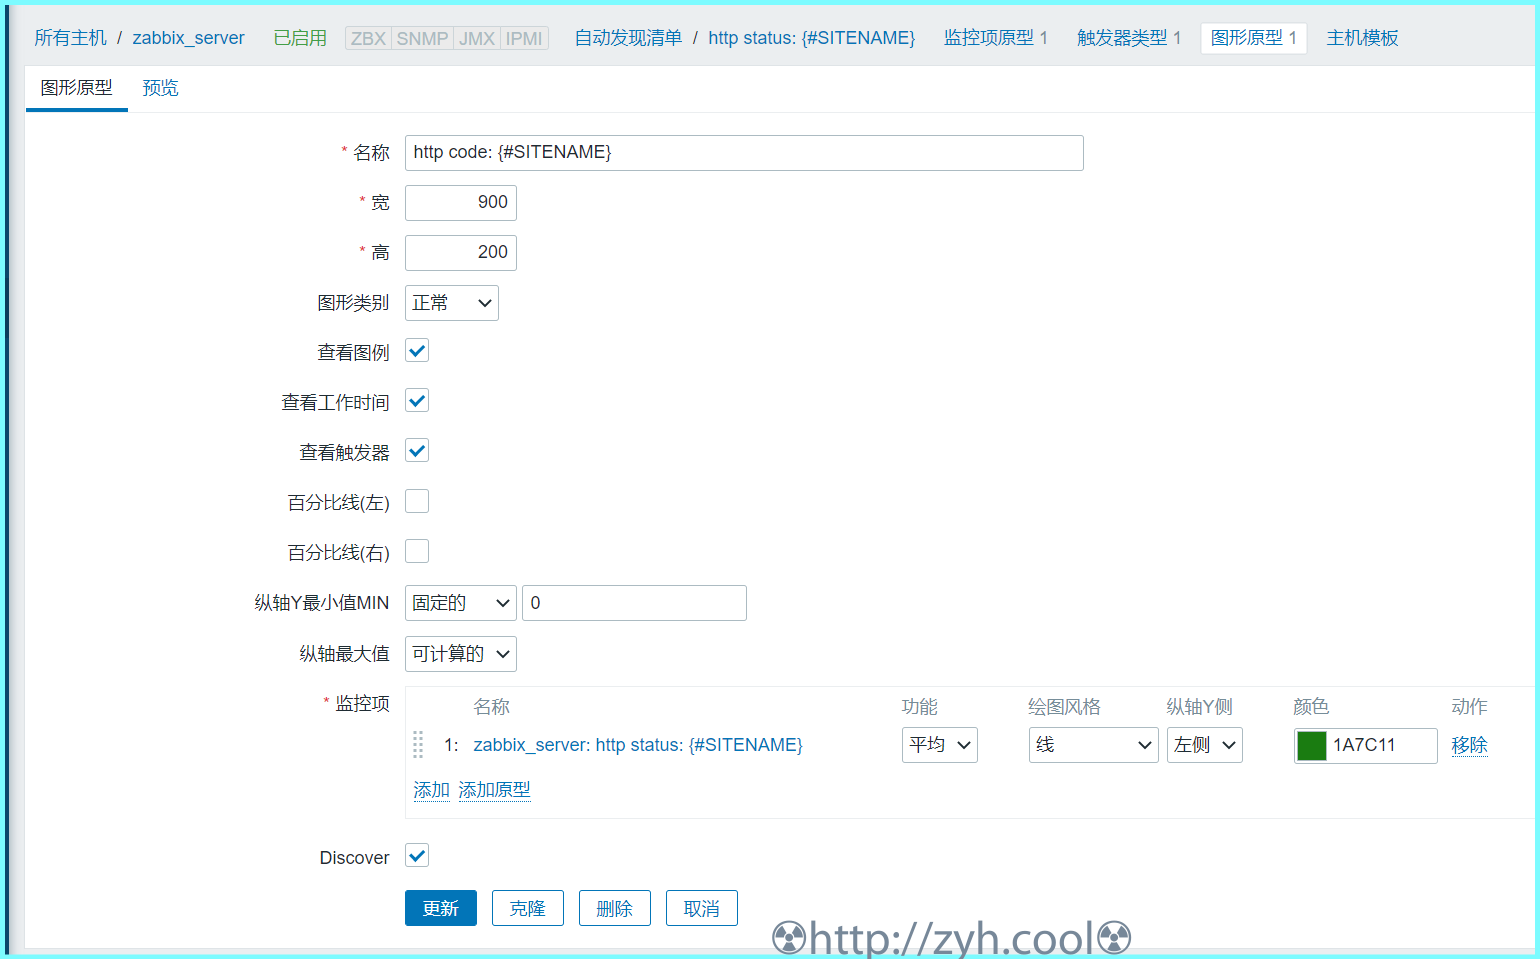 所有主机 / zabbix_server 已启用 ZBX SNMP JMX IPMI 自动发现清单 / http status: {#SITENAME} 监控项原型 1 触发器类型 1 图形原型 1 主机模板
图形原型 预览
* 名称 http code: {#SITENAME}
* 宽 900
* 高 200
图形类别 正常
查看图例
查看工作时间
查看触发器
百分比线(左)
百分比线(右)
纵轴Y最小值MIN 固定的 0
纵轴最大值 可计算的
* 监控项 名称 功能 绘图风格 纵轴Y侧 颜色 动作
1: zabbix_server: http status: {#SITENAME} 平均 线 左侧 1A7C11 移除
添加 添加原型
Discover
更新 克隆 删除 取消
☢http://zyh.cool☢